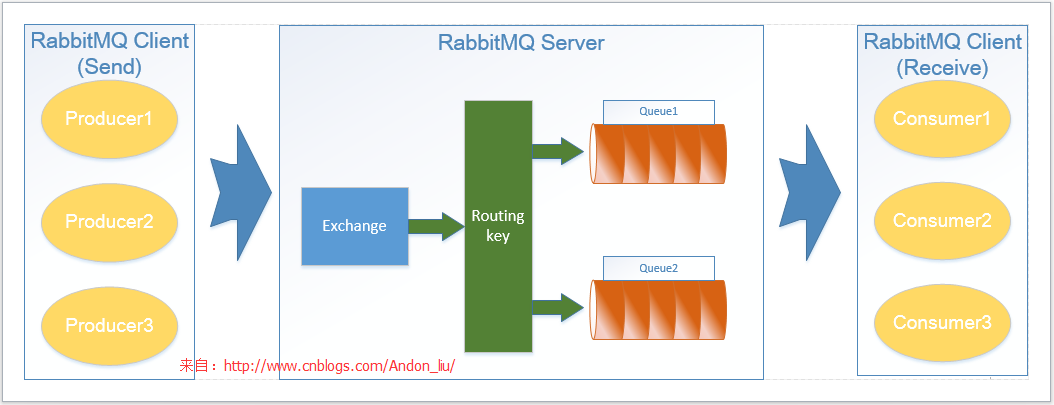 RabbitMQ Client
(Send)
Producer1
Producer2
Producer3
RabbitMQ Server
Exchange
Routing
key
Queue1
Queue2
RabbitMQ Client
(Receive)
Consumer1
Consumer2
Consumer3
来自：http://www.cnblogs.com/Andon_liu/